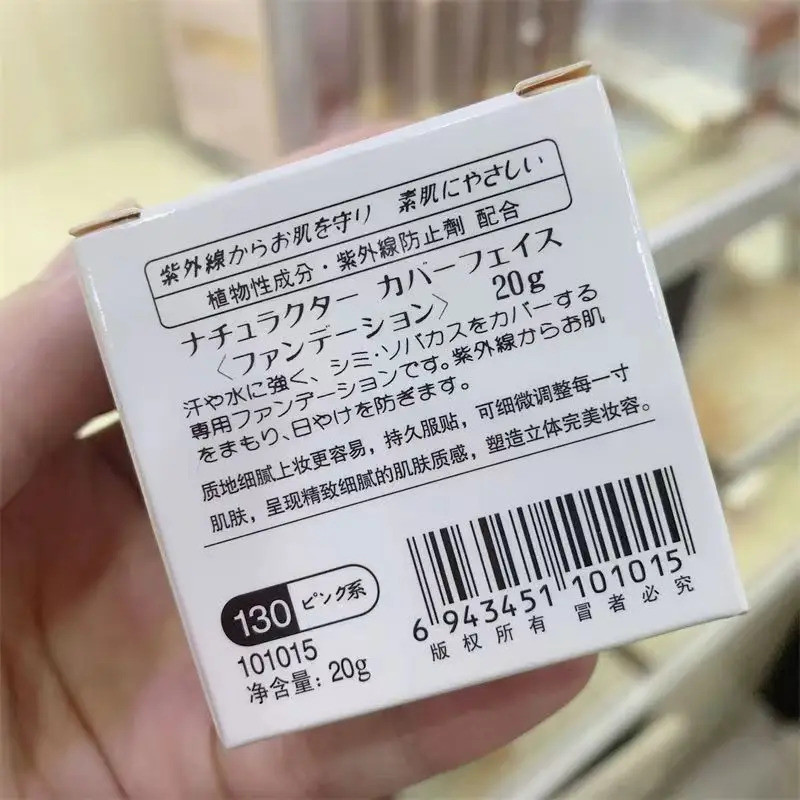 紫外線からお肌を守り 素肌にやさしい
植物性成分・紫外線防止劑 配合
ナチュラクター カバーフェイス
〈ファンデーション〉 20g
汗や水に強く、シミ・ソバカスをカバーする
専用ファンデーションです。紫外線からお肌
をまもり、日やけを防ぎます。
质地细腻上妆更容易，持久服贴，可细微调整每一寸
肌肤，呈现精致细腻的肌肤质感，塑造立体完美妆容。
130 ピンク系
101015
净含量: 20g
6 943451 101015
版权所有 冒者必究